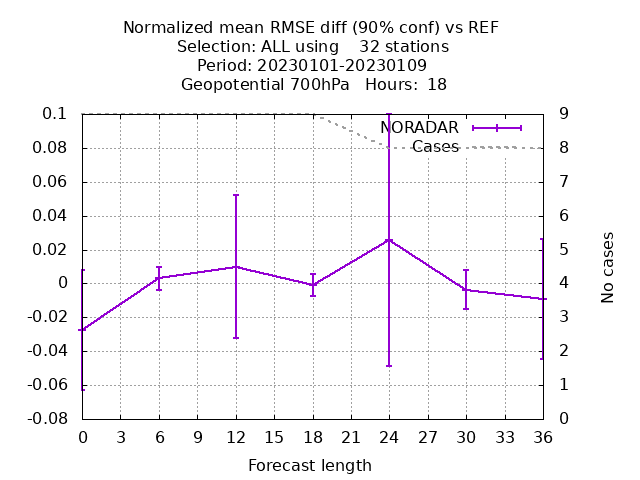 Normalized mean RMSE diff (90% conf) vs REF
Selection: ALL using    32 stations
Period: 20230101-20230109
Geopotential 700hPa   Hours:  18
NORADAR
Cases
0.1
0.08
0.06
0.04
0.02
0
-0.02
-0.04
-0.06
-0.08
9
8
7
6
5
4
3
2
1
0
No cases
0 3 6 9 12 15 18 21 24 27 30 33 36
Forecast length